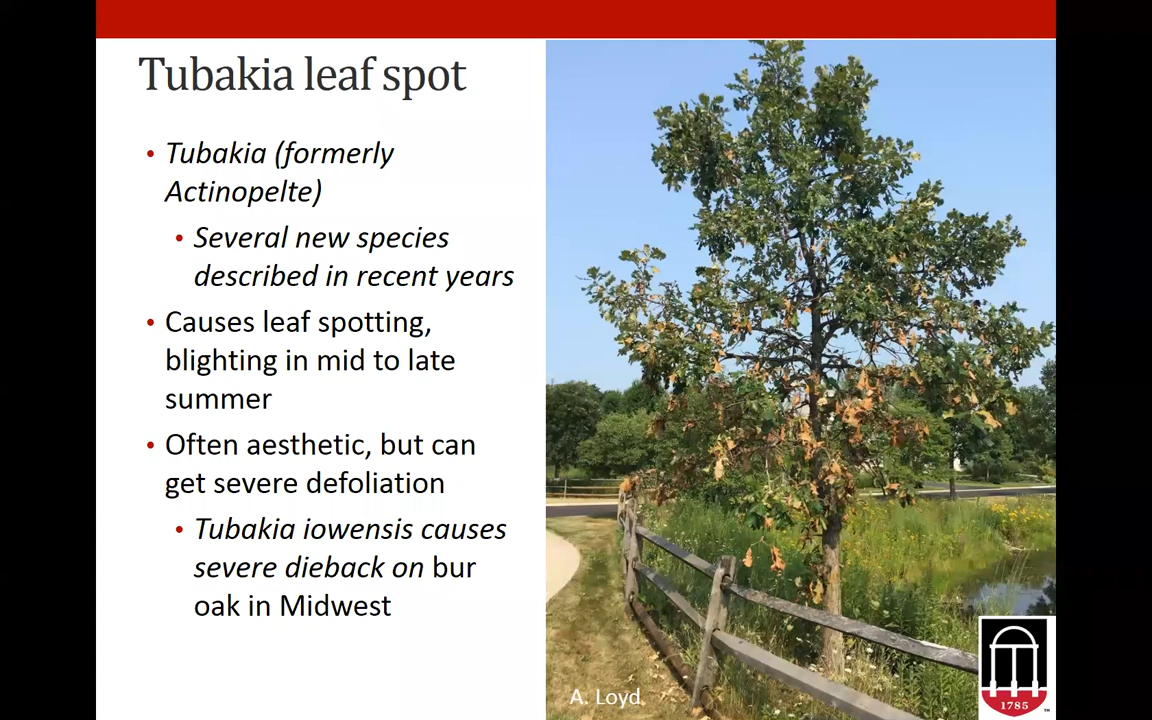 Tubakia leaf spot
• Tubakia (formerly
Actinopelte)
• Several new species
described in recent years
• Causes leaf spotting,
blighting in mid to late
summer
• Often aesthetic, but can
get severe defoliation
• Tubakia iowensis causes
severe dieback on bur
oak in Midwest
A. Loyd
1785
TM